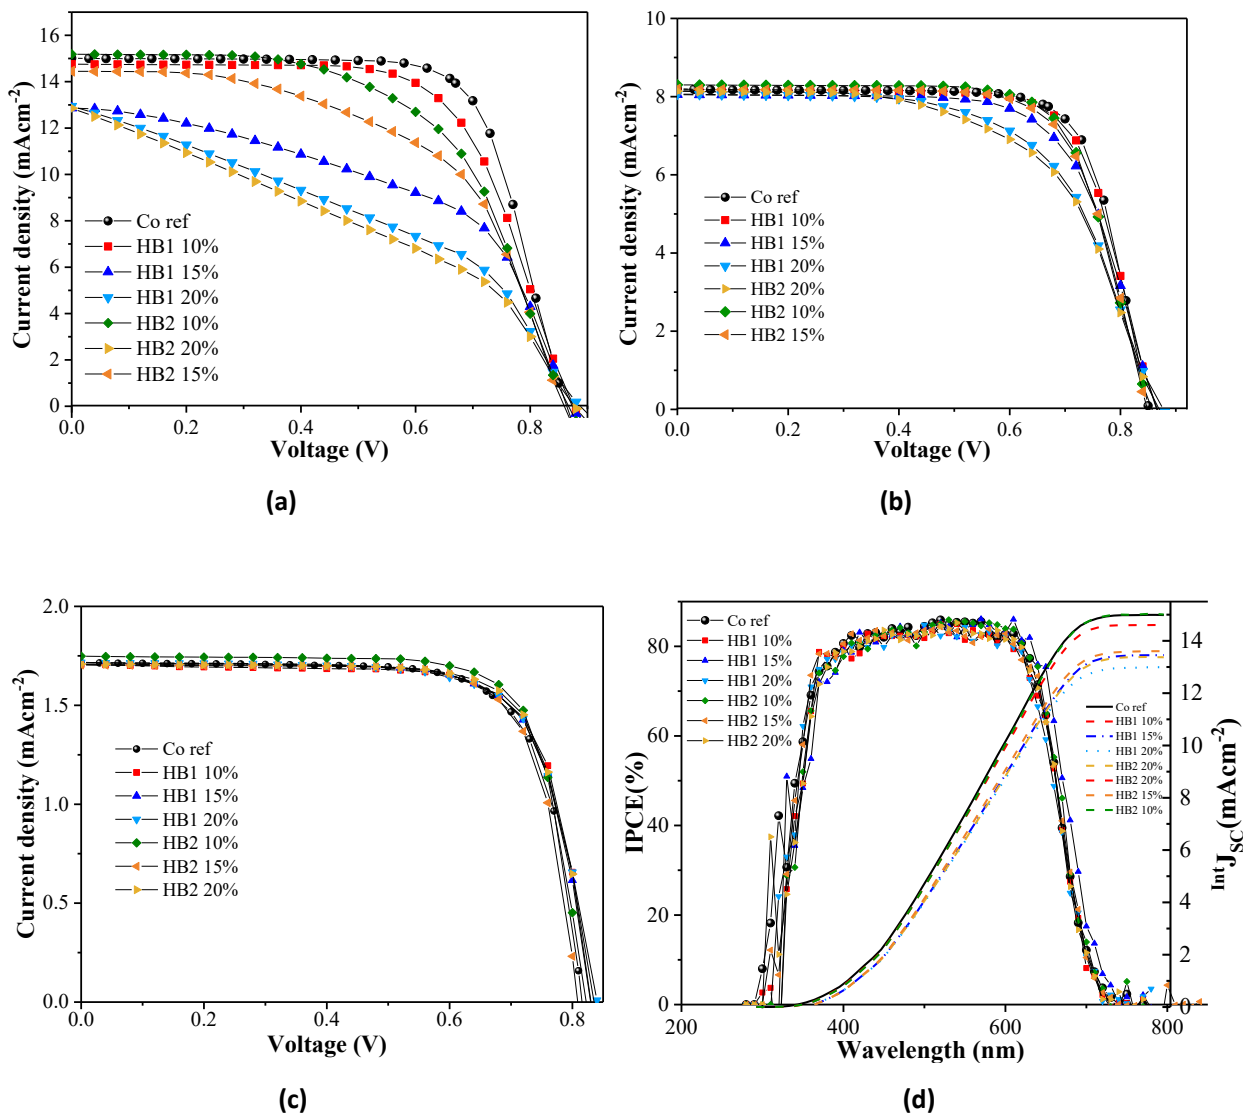 16
14
12
10
8
6
4
2
0
Current density (mAcm-2)
Co ref
HB1 10%
HB1 15%
HB1 20%
HB2 10%
HB2 20%
HB2 15%
0.0 0.2 0.4 0.6 0.8
Voltage (V)
(a)
10
8
6
4
2
0
Current density (mAcm-2)
Co ref
HB1 10%
HB1 15%
HB1 20%
HB2 20%
HB2 10%
HB2 15%
0.0 0.2 0.4 0.6 0.8
Voltage (V)
(b)
2.0
1.5
1.0
0.5
0.0
Current density (mAcm-2)
Co ref
HB1 10%
HB1 15%
HB1 20%
HB2 10%
HB2 15%
HB2 20%
0.0 0.2 0.4 0.6 0.8
Voltage (V)
(c)
80
60
40
20
0
IPCE(%)
Co ref
HB1 10%
HB1 15%
HB1 20%
HB2 10%
HB2 15%
HB2 20%
Co ref
HB1 10%
HB1 15%
HB1 20%
HB2 20%
HB2 20%
HB2 15%
HB2 10%
14
12
10
8
6
4
2
0
IntJSC(mAcm-2)
200 400 600 800
Wavelength (nm)
(d)